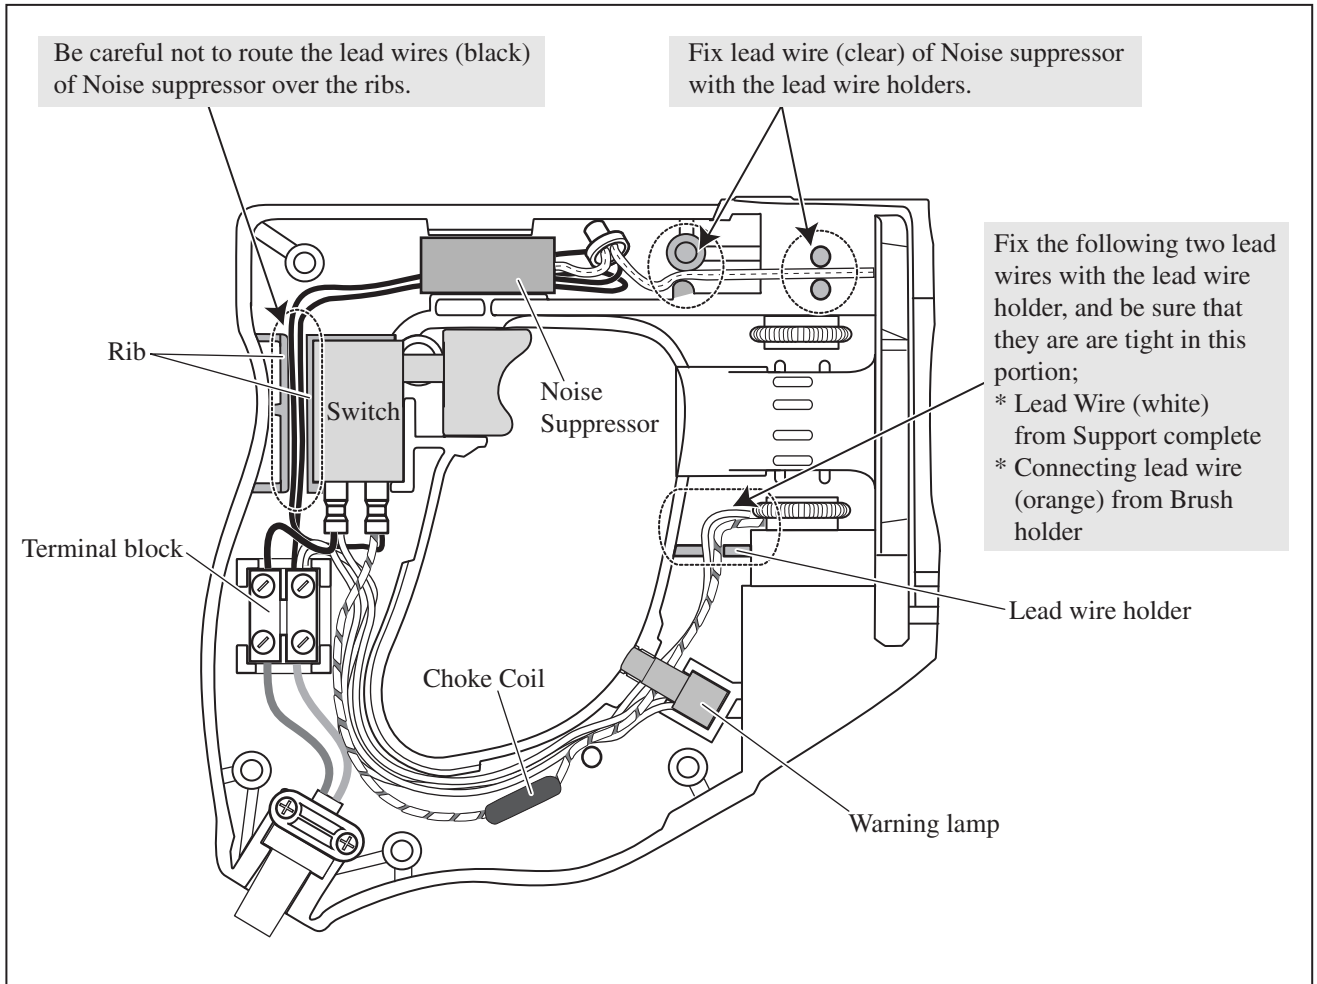 Be careful not to route the lead wires (black)
of Noise suppressor over the ribs.
Fix lead wire (clear) of Noise suppressor
with the lead wire holders.
Fix the following two lead
wires with the lead wire
holder, and be sure that
they are are tight in this
portion;
* Lead Wire (white)
from Support complete
* Connecting lead wire
(orange) from Brush
holder
Rib
Switch
Noise
Suppressor
Terminal block
Lead wire holder
Choke Coil
Warning lamp